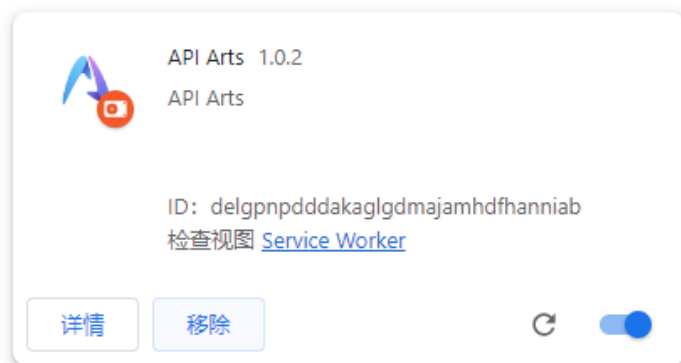 API Arts 1.0.2
API Arts
ID：delgpnpdddakaglgdmajamhdfhanniab
检查视图 Service Worker
详情 移除